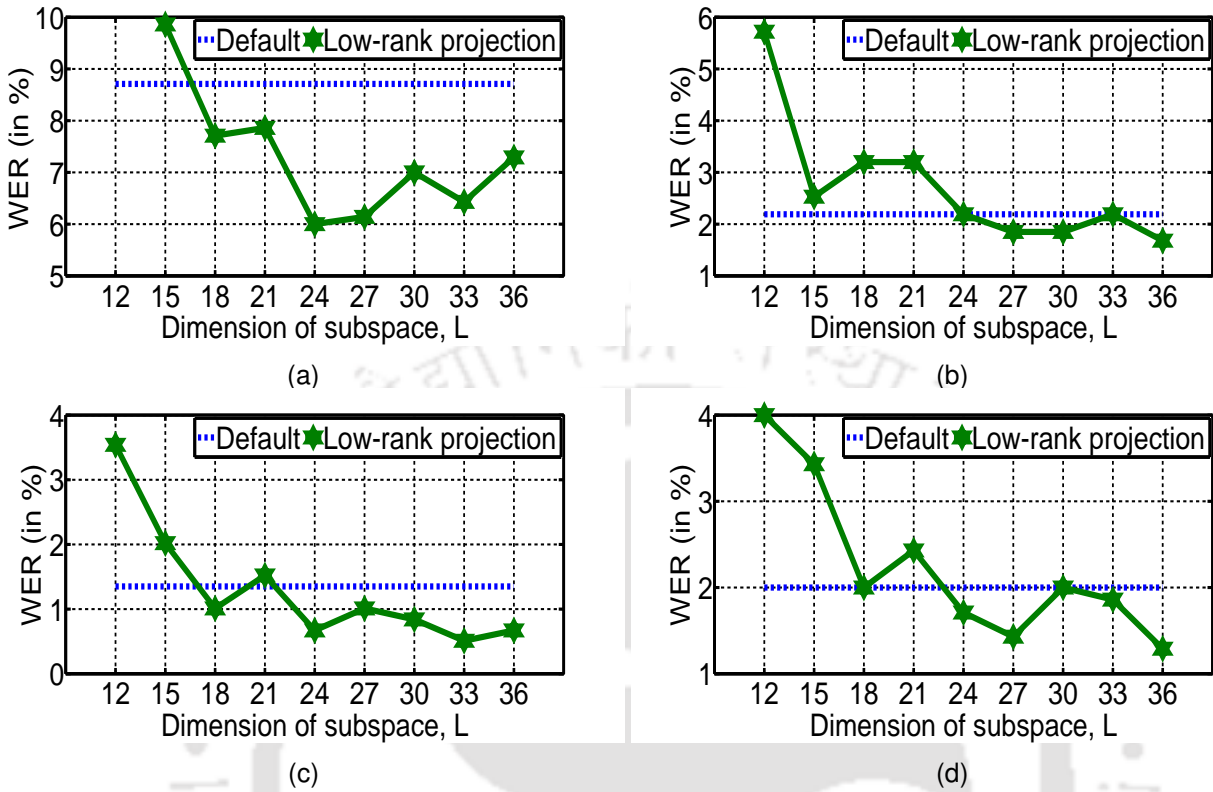 10
9
8
7
6
5
WER (in %)
Default Low-rank projection
12 15 18 21 24 27 30 33 36
Dimension of subspace, L
(a)
6
5
4
3
2
1
WER (in %)
Default Low-rank projection
12 15 18 21 24 27 30 33 36
Dimension of subspace, L
(b)
4
3
2
1
0
WER (in %)
Default Low-rank projection
12 15 18 21 24 27 30 33 36
Dimension of subspace, L
(c)
4
3
2
1
WER (in %)
Default Low-rank projection
12 15 18 21 24 27 30 33 36
Dimension of subspace, L
(d)